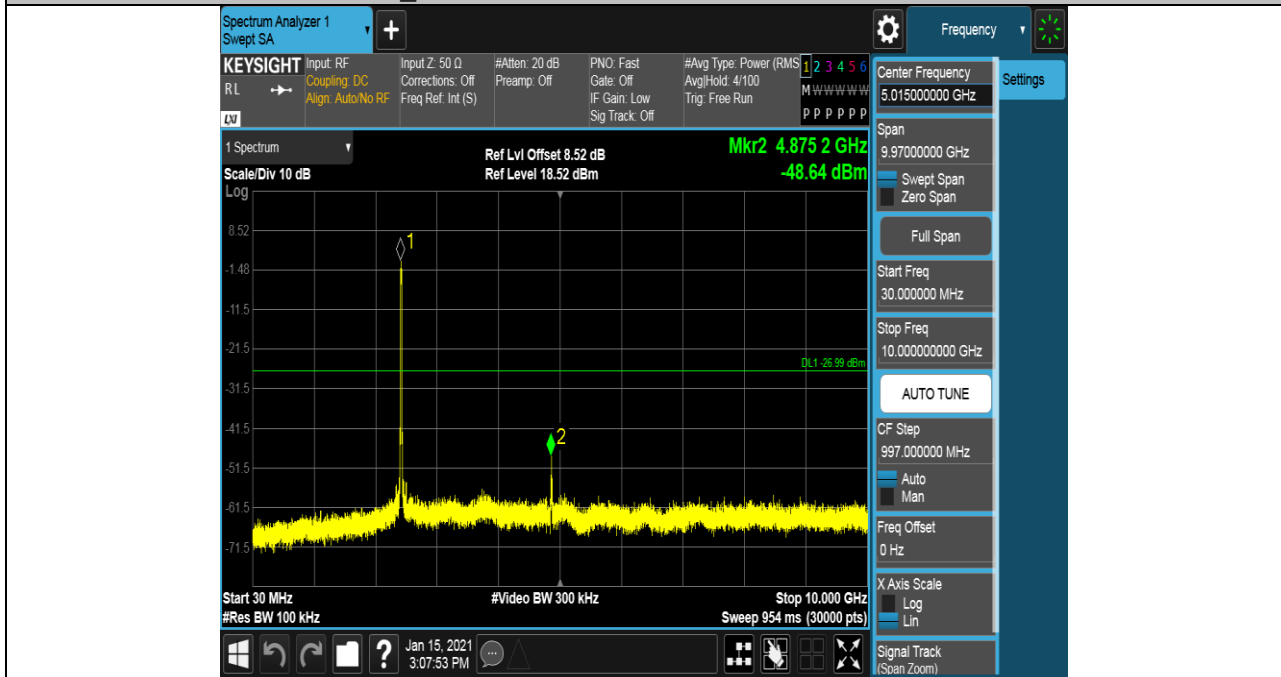 Spectrum Analyzer 1
Swept SA
+
Frequency
KEYSIGHT
RL
LXI
Input: RF
Coupling: DC
Align: Auto/No RF
Input Z: 50 Ω
Corrections: Off
Freq Ref: Int (S)
#Atten: 20 dB
Preamp: Off
PNO: Fast
Gate: Off
IF Gain: Low
Sig Track: Off
#Avg Type: Power (RMS
Avg|Hold: 4/100
Trig: Free Run
1 2 3 4 5 6
M W W W W W
P P P P P P
1 Spectrum
Scale/Div 10 dB
Ref Lvl Offset 8.52 dB
Ref Level 18.52 dBm
Mkr2 4.875 2 GHz
-48.64 dBm
Log
8.52
-1.48
-11.5
-21.5
-31.5
-41.5
-51.5
-61.5
-71.5
1
2
DL1 -26.99 dBm
Start 30 MHz
#Res BW 100 kHz
#Video BW 300 kHz
Stop 10.000 GHz
Sweep 954 ms (30000 pts)
Center Frequency
5.015000000 GHz
Span
9.97000000 GHz
Swept Span
Zero Span
Full Span
Start Freq
30.000000 MHz
Stop Freq
10.000000000 GHz
AUTO TUNE
CF Step
997.000000 MHz
Auto
Man
Freq Offset
0 Hz
X Axis Scale
Log
Lin
Signal Track
(Span Zoom)
Settings
?
Jan 15, 2021
3:07:53 PM